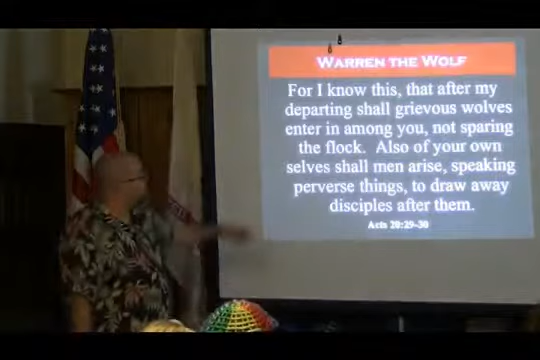 WARREN THE WOLF
For I know this, that after my
departing shall grievous wolves
enter in among you, not sparing
the flock. Also of your own
selves shall men arise, speaking
perverse things, to draw away
disciples after them.
Acts 20:29-30